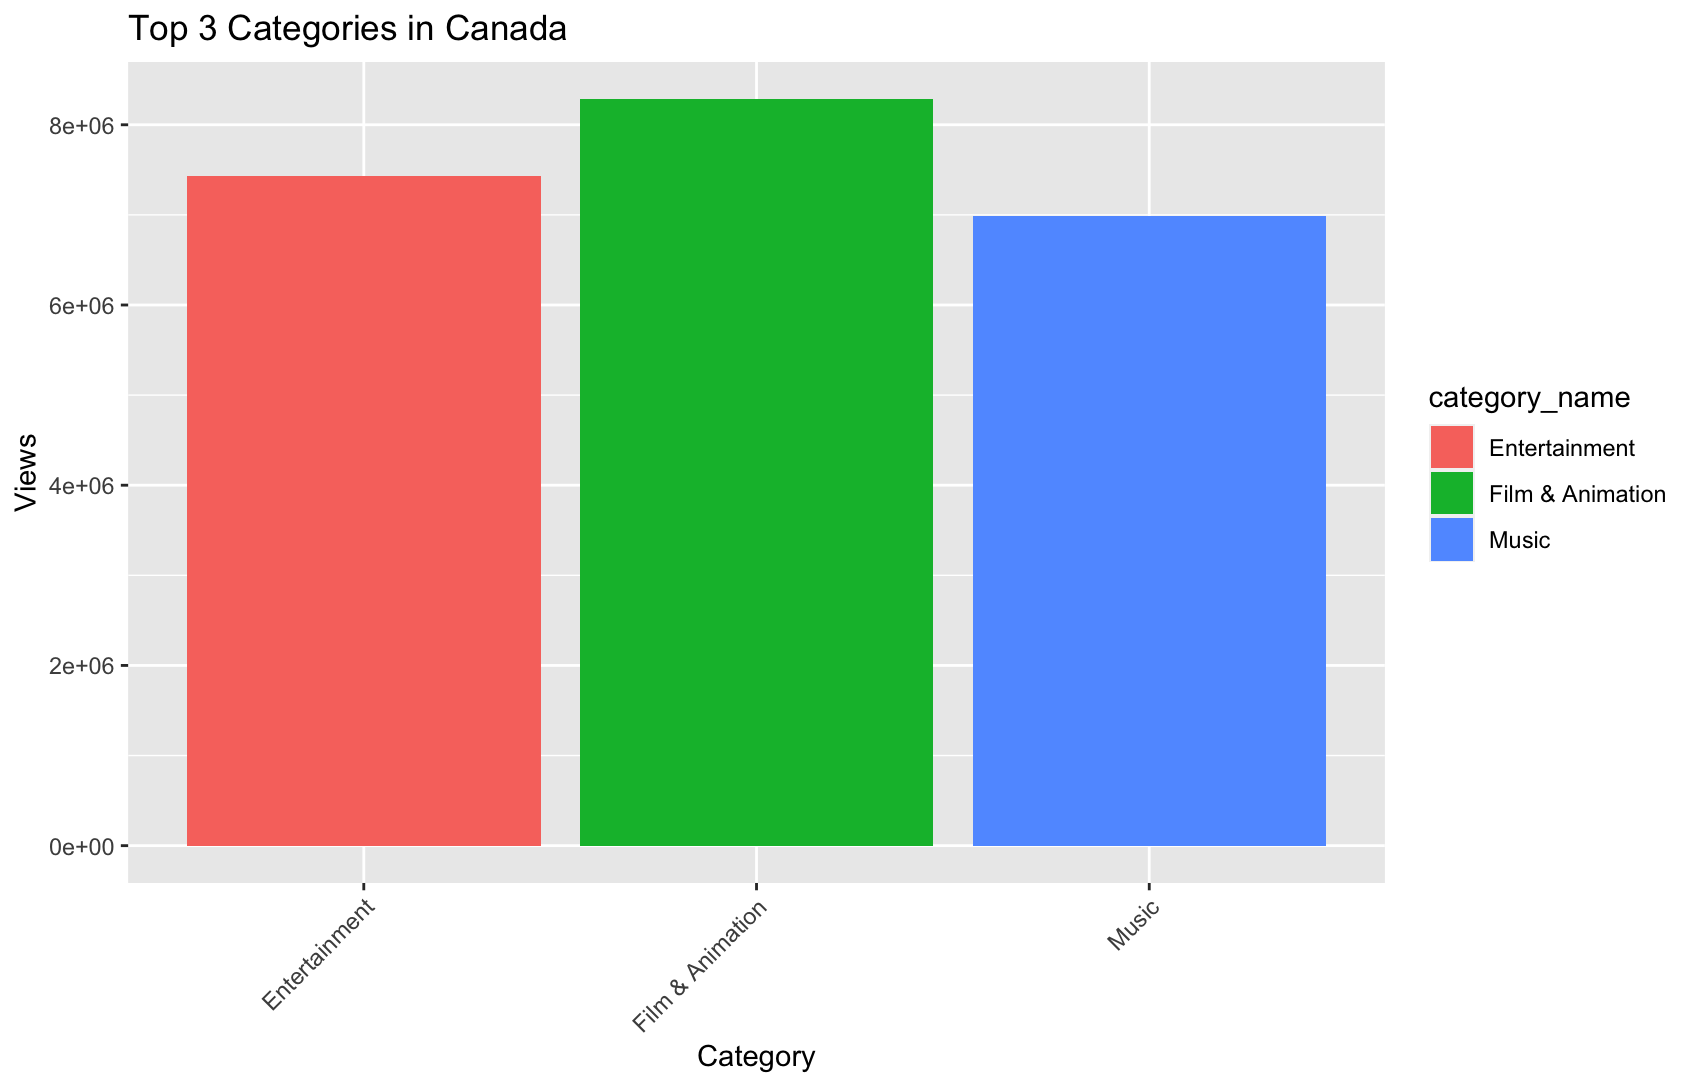 Top 3 Categories in Canada
Views
8e+06
6e+06
4e+06
2e+06
0e+00
Entertainment
Film & Animation
Music
Category
category_name
Entertainment
Film & Animation
Music